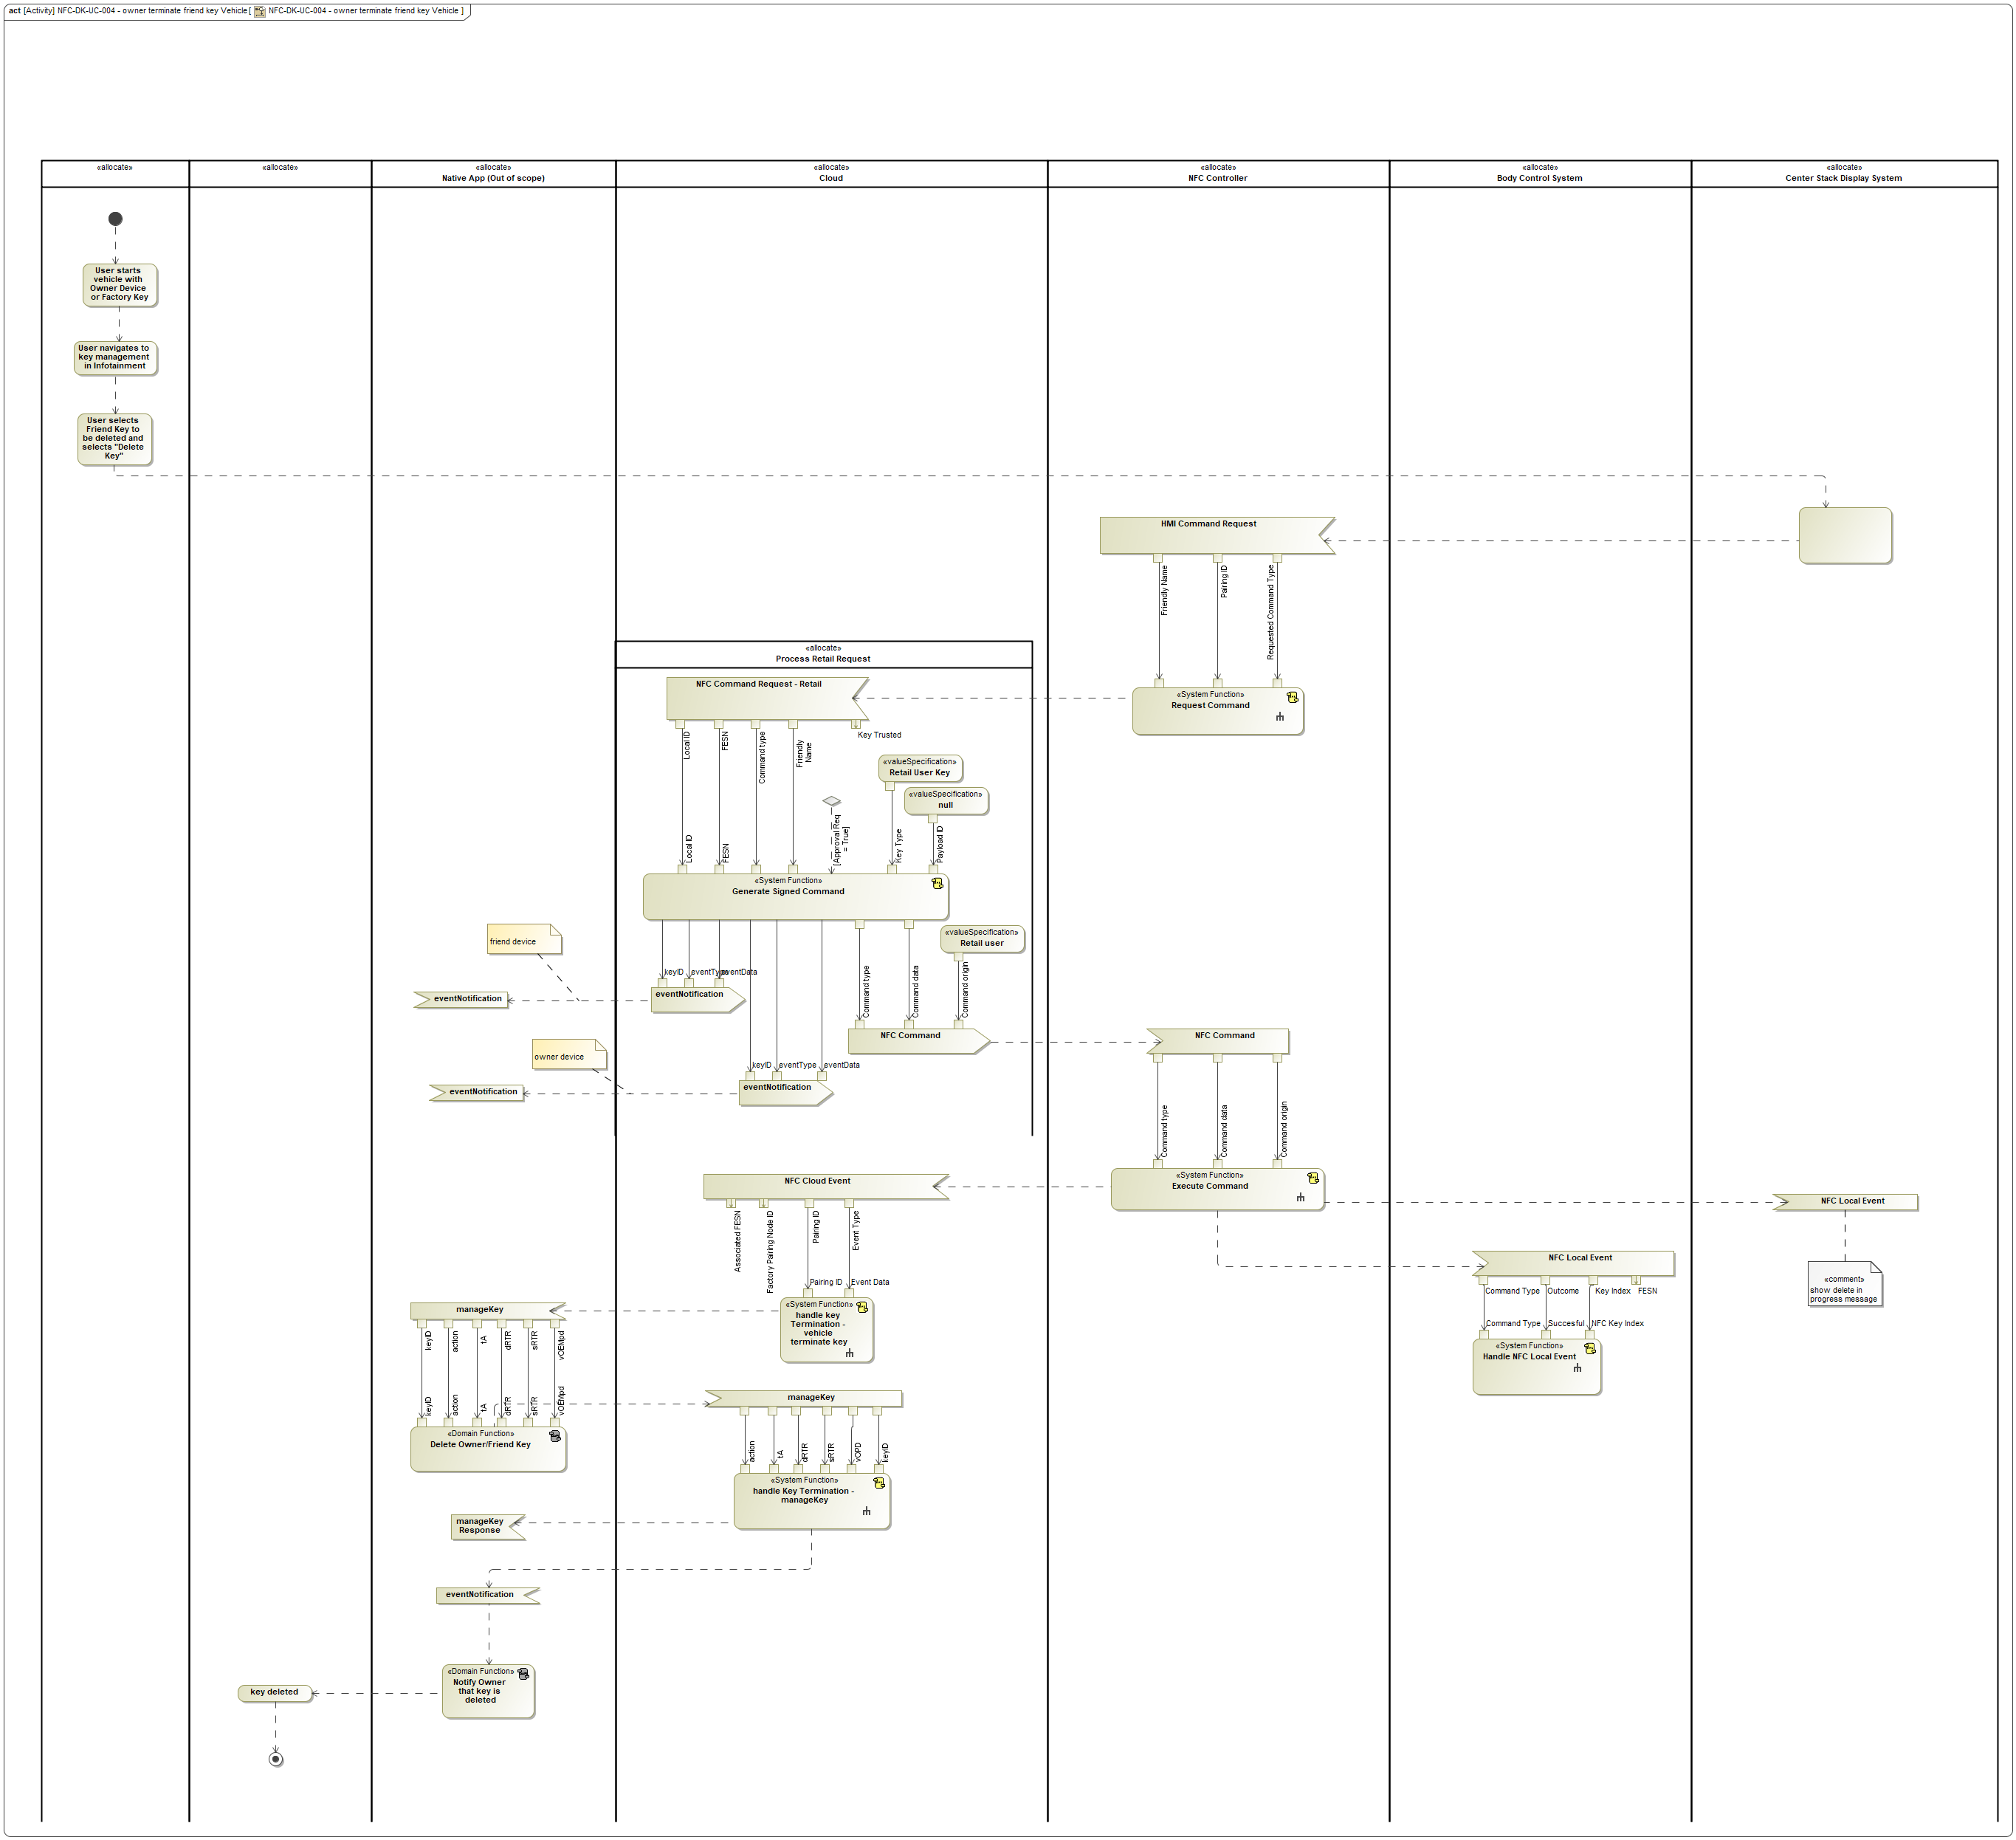 act [Activity] NFC-DK-UC-004 - owner terminate friend key Vehicle [ NFC-DK-UC-004 - owner terminate friend key Vehicle ]
«allocate»
«allocate»
«allocate»
Native App (Out of scope)
«allocate»
Cloud
«allocate»
NFC Controller
«allocate»
Body Control System
«allocate»
Center Stack Display System
User starts
vehicle with
Owner Device
or Factory Key
User navigates to
key management
in Infotainment
User selects
Friend Key to
be deleted and
selects "Delete
Key"
HMI Command Request
Friendly Name
Pairing ID
Requested Command Type
«System Function»
Request Command
«allocate»
Process Retail Request
NFC Command Request - Retail
Local ID
FESN
Command type
Friendly
Name
Key Trusted
«valueSpecification»
Retail User Key
«valueSpecification»
null
[Approval Req
= True]
Local ID
FESN
Key Type
Payload ID
«System Function»
Generate Signed Command
«valueSpecification»
Retail user
friend device
keyID
eventType
eventData
eventNotification
eventNotification
Command type
Command data
Command origin
NFC Command
NFC Command
owner device
keyID
eventType
eventData
eventNotification
eventNotification
Command type
Command data
Command origin
«System Function»
Execute Command
NFC Cloud Event
Associated FESN
Factory Pairing Node ID
Pairing ID
Event Type
Pairing ID
Event Data
«System Function»
handle key
Termination -
vehicle
terminate key
NFC Local Event
«comment»
show delete in
progress message
NFC Local Event
Command Type
Outcome
Key Index
FESN
Command Type
Succesful
NFC Key Index
«System Function»
Handle NFC Local Event
manageKey
keyID
action
tA
dRTR
sRTR
vOEMpd
keyID
action
tA
dRTR
sRTR
vOEMpd
«Domain Function»
Delete Owner/Friend Key
manageKey
action
tA
dRTR
sRTR
vOPD
keyID
«System Function»
handle Key Termination -
manageKey
manageKey
Response
eventNotification
«Domain Function»
Notify Owner
that key is
deleted
key deleted